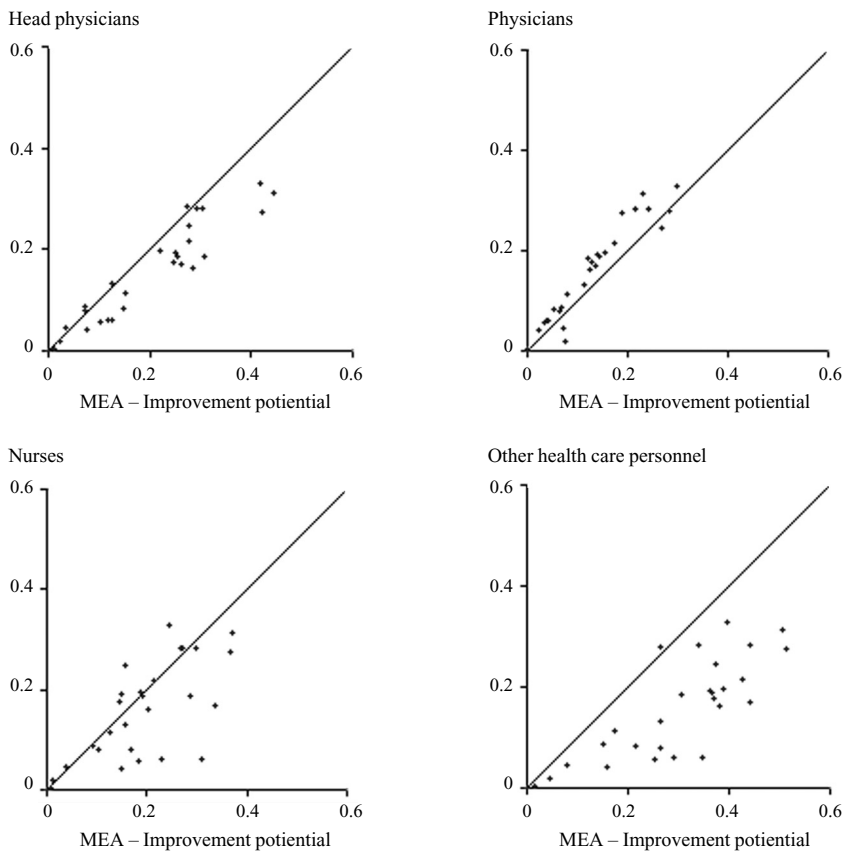 Head physicians
0.6
0.4
0.2
0
0 0.2 0.4 0.6
MEA – Improvement potiential
Physicians
0.6
0.4
0.2
0
0 0.2 0.4 0.6
MEA – Improvement potiential
Nurses
0.6
0.4
0.2
0
0 0.2 0.4 0.6
MEA – Improvement potiential
Other health care personnel
0.6
0.4
0.2
0
0 0.2 0.4 0.6
MEA – Improvement potiential